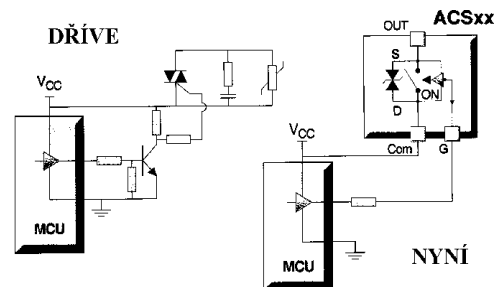 DŘÍVE
VCC
MCU
ACSxx
OUT
S
ON
D
Com
G
VCC
MCU
NYNÍ